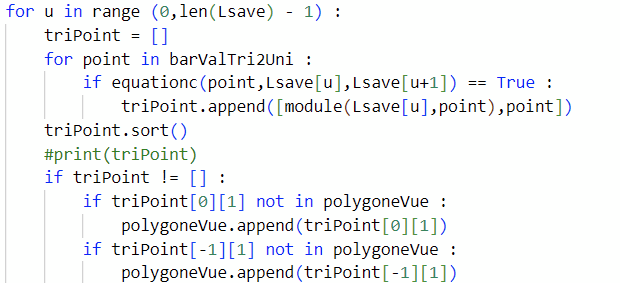 for u in range (0,len(Lsave) - 1) :
    triPoint = []
    for point in barValTri2Uni :
        if equationc(point,Lsave[u],Lsave[u+1]) == True :
            triPoint.append([module(Lsave[u],point),point])
    triPoint.sort()
    #print(triPoint)
    if triPoint != [] :
        if triPoint[0][1] not in polygoneVue :
            polygoneVue.append(triPoint[0][1])
        if triPoint[-1][1] not in polygoneVue :
            polygoneVue.append(triPoint[-1][1])